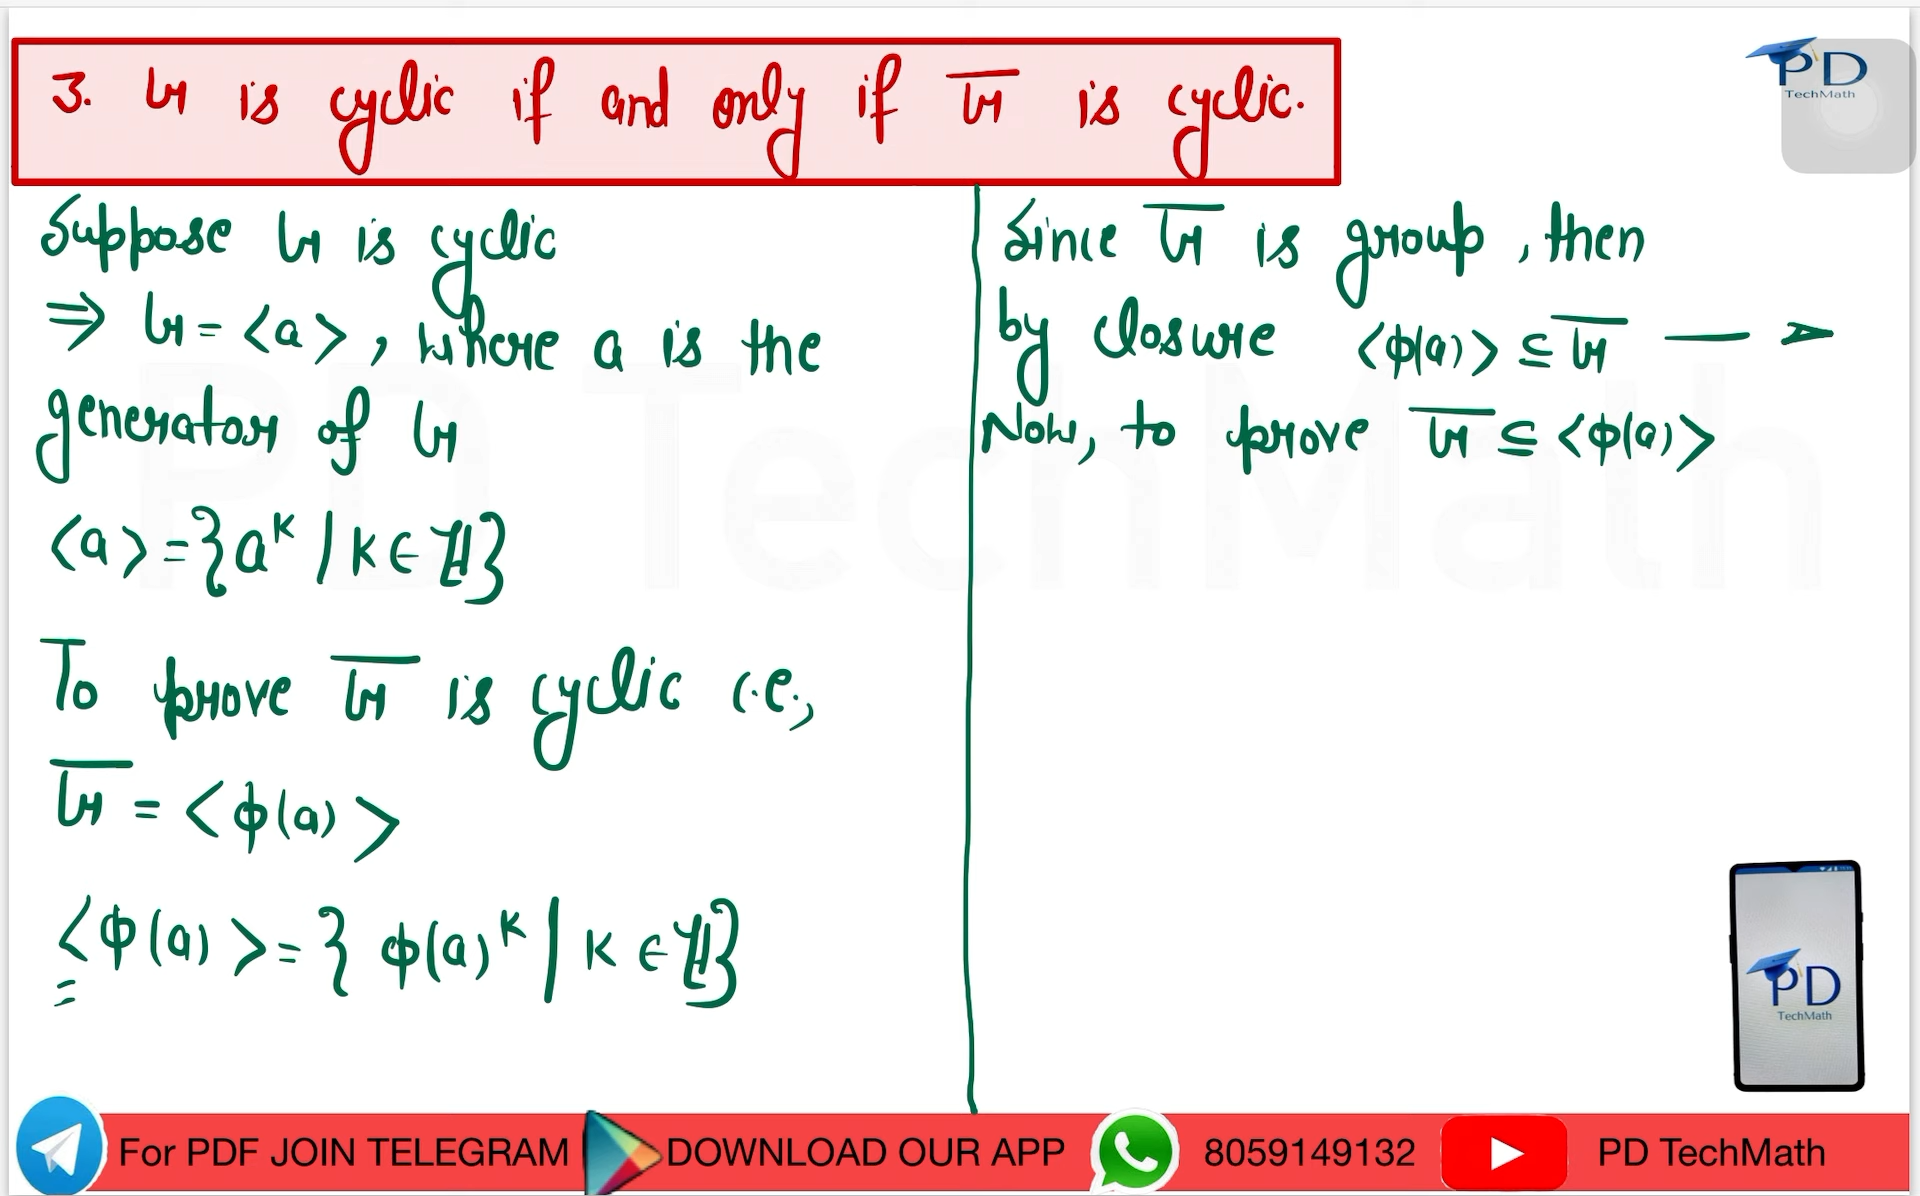 3. G is cyclic if and only if G̅ is cyclic.
PD
TechMath
Suppose G is cyclic
⇒ G = <a>, where a is the
generator of G
<a> = {a^k / k ∈ ℤ}
To prove G̅ is cyclic i.e.,
G̅ = <ϕ(a)>
<ϕ(a)> = {ϕ(a)^k / k ∈ ℤ}
Since G̅ is group, then
by closure <ϕ(a)> ⊆ G̅ —
Now, to prove G̅ ⊆ <ϕ(a)>
PD TechMath
PD
TechMath
For PDF JOIN TELEGRAM DOWNLOAD OUR APP 8059149132 PD TechMath